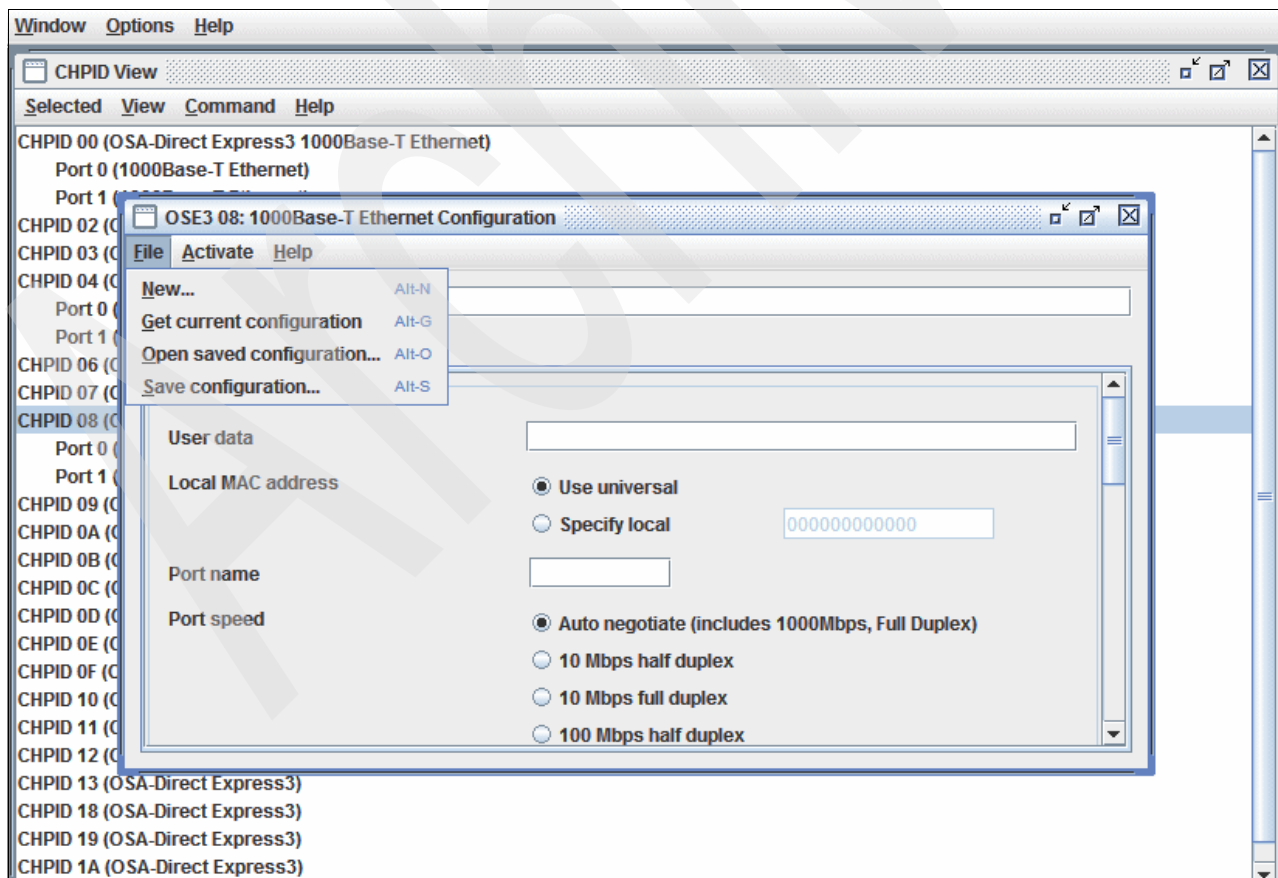 Window Options Help
CHPID View
Selected View Command Help
CHPID 00 (OSA-Direct Express3 1000Base-T Ethernet)
Port 0 (1000Base-T Ethernet)
Port 1 (
CHPID 02 (
OSE3 08: 1000Base-T Ethernet Configuration
CHPID 03 (
File Activate Help
CHPID 04 (
New... Alt-N
Port 0 (
Get current configuration Alt-G
Port 1 (
Open saved configuration... Alt-O
CHPID 06 (
Save configuration... Alt-S
CHPID 07 (
CHPID 08 (
User data
Port 0 (
Port 1 (
Local MAC address
Use universal
CHPID 09 (
Specify local 000000000000
CHPID 0A (
CHPID 0B (
Port name
CHPID 0C (
CHPID 0D (
Port speed
Auto negotiate (includes 1000Mbps, Full Duplex)
CHPID 0E (
10 Mbps half duplex
CHPID 0F (
CHPID 10 (
10 Mbps full duplex
CHPID 11 (
100 Mbps half duplex
CHPID 12 (
CHPID 13 (OSA-Direct Express3)
CHPID 18 (OSA-Direct Express3)
CHPID 19 (OSA-Direct Express3)
CHPID 1A (OSA-Direct Express3)